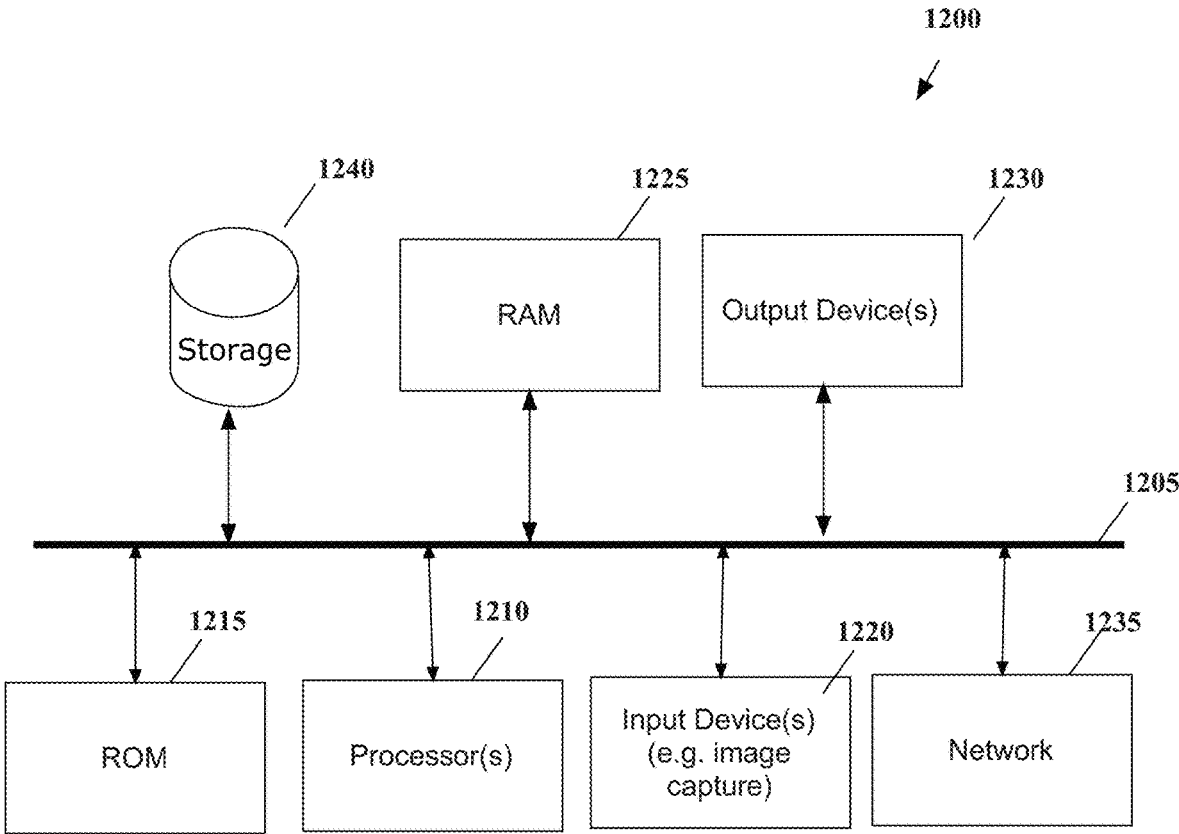 1200
1240
1225
1230
Storage
RAM
Output Device(s)
1205
1215
1210
1220
1235
ROM
Processor(s)
Input Device(s)
(e.g. image
capture)
Network